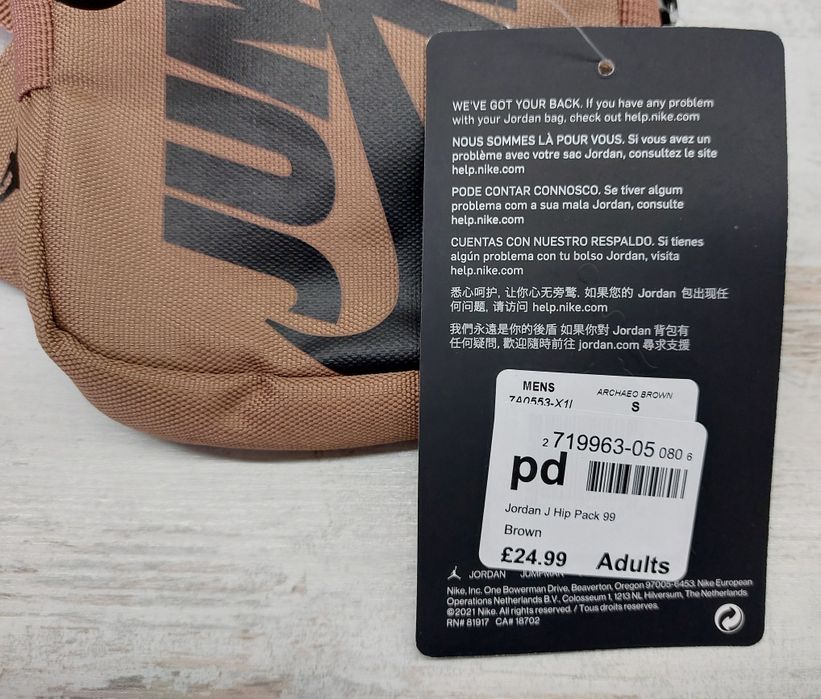 JUM
WE'VE GOT YOUR BACK. If you have any problem
with your Jordan bag, check out help.nike.com
NOUS SOMMES LÀ POUR VOUS. Si vous avez un
problème avec votre sac Jordan, consultez le site
help.nike.com
PODE CONTAR CONNOSCO. Se tiver algum
problema com a sua mala Jordan, consulte
help.nike.com
CUENTAS CON NUESTRO RESPALDO. Si tienes
algún problema con tu bolso Jordan, visita
help.nike.com
悉心呵护, 让你心无旁骛. 如果您的 Jordan 包出现任
何问题, 请访问 help.nike.com
我們永遠是你的後盾 如果你對 Jordan 背包有
任何疑問, 歡迎隨時前往 jordan.com 尋求支援
MENS ARCHAEO BROWN
7A0553-X1I S
2 719963-05 080 6
pd
Jordan J Hip Pack 99
Brown
£24.99 Adults
JORDAN JUMPMAN
Nike, Inc. One Bowerman Drive, Beaverton, Oregon 97005-6453. Nike European
Operations Netherlands B.V., Colosseum 1, 1213 NL Hilversum, The Netherlands
©2021 Nike. All rights reserved. / Tous droits reserves.
RN# 81917 CA# 18702